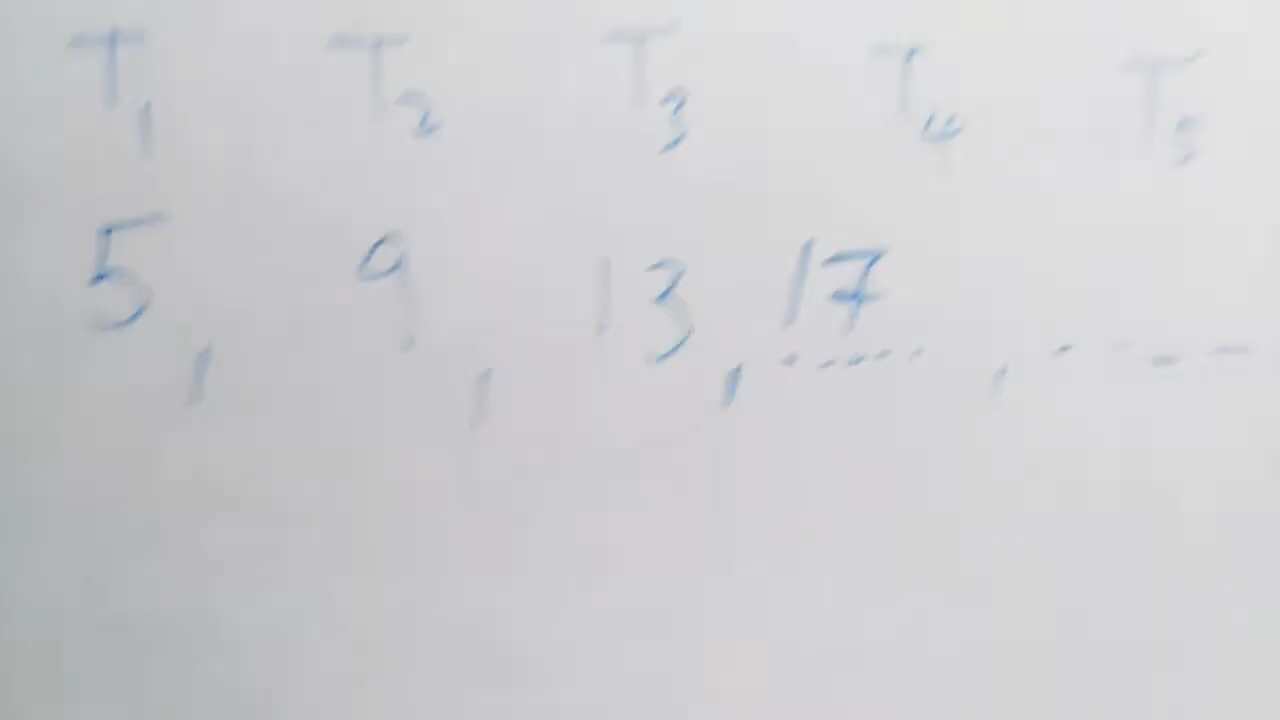 T1 T2 T3 T4 T5
5, 9, 13, 17 ....., - - - -